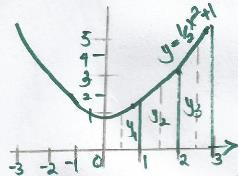 y = ½x² + 1
5
4
3
2
1
y₁ y₂ y₃
-3 -2 -1 0 1 2 3